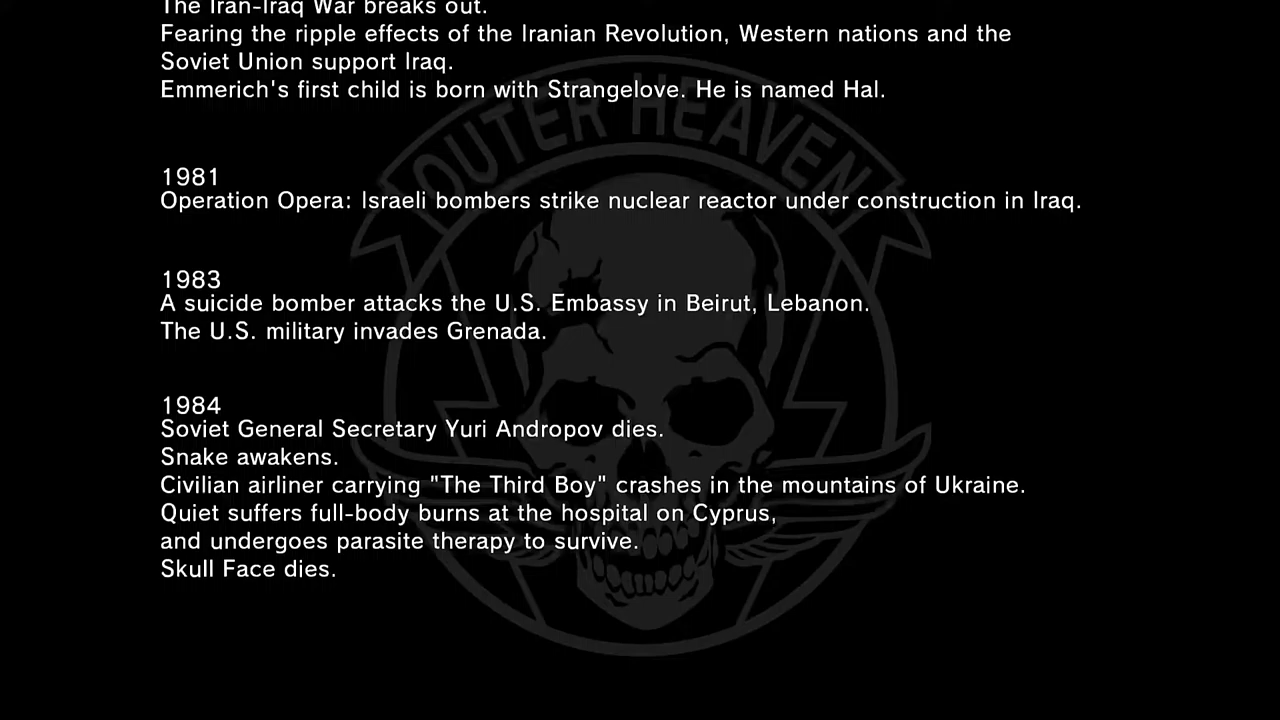 The Iran-Iraq War breaks out.
Fearing the ripple effects of the Iranian Revolution, Western nations and the
Soviet Union support Iraq.
Emmerich's first child is born with Strangelove. He is named Hal.
OUTER HEAVEN
1981
Operation Opera: Israeli bombers strike nuclear reactor under construction in Iraq.
1983
A suicide bomber attacks the U.S. Embassy in Beirut, Lebanon.
The U.S. military invades Grenada.
1984
Soviet General Secretary Yuri Andropov dies.
Snake awakens.
Civilian airliner carrying "The Third Boy" crashes in the mountains of Ukraine.
Quiet suffers full-body burns at the hospital on Cyprus,
and undergoes parasite therapy to survive.
Skull Face dies.